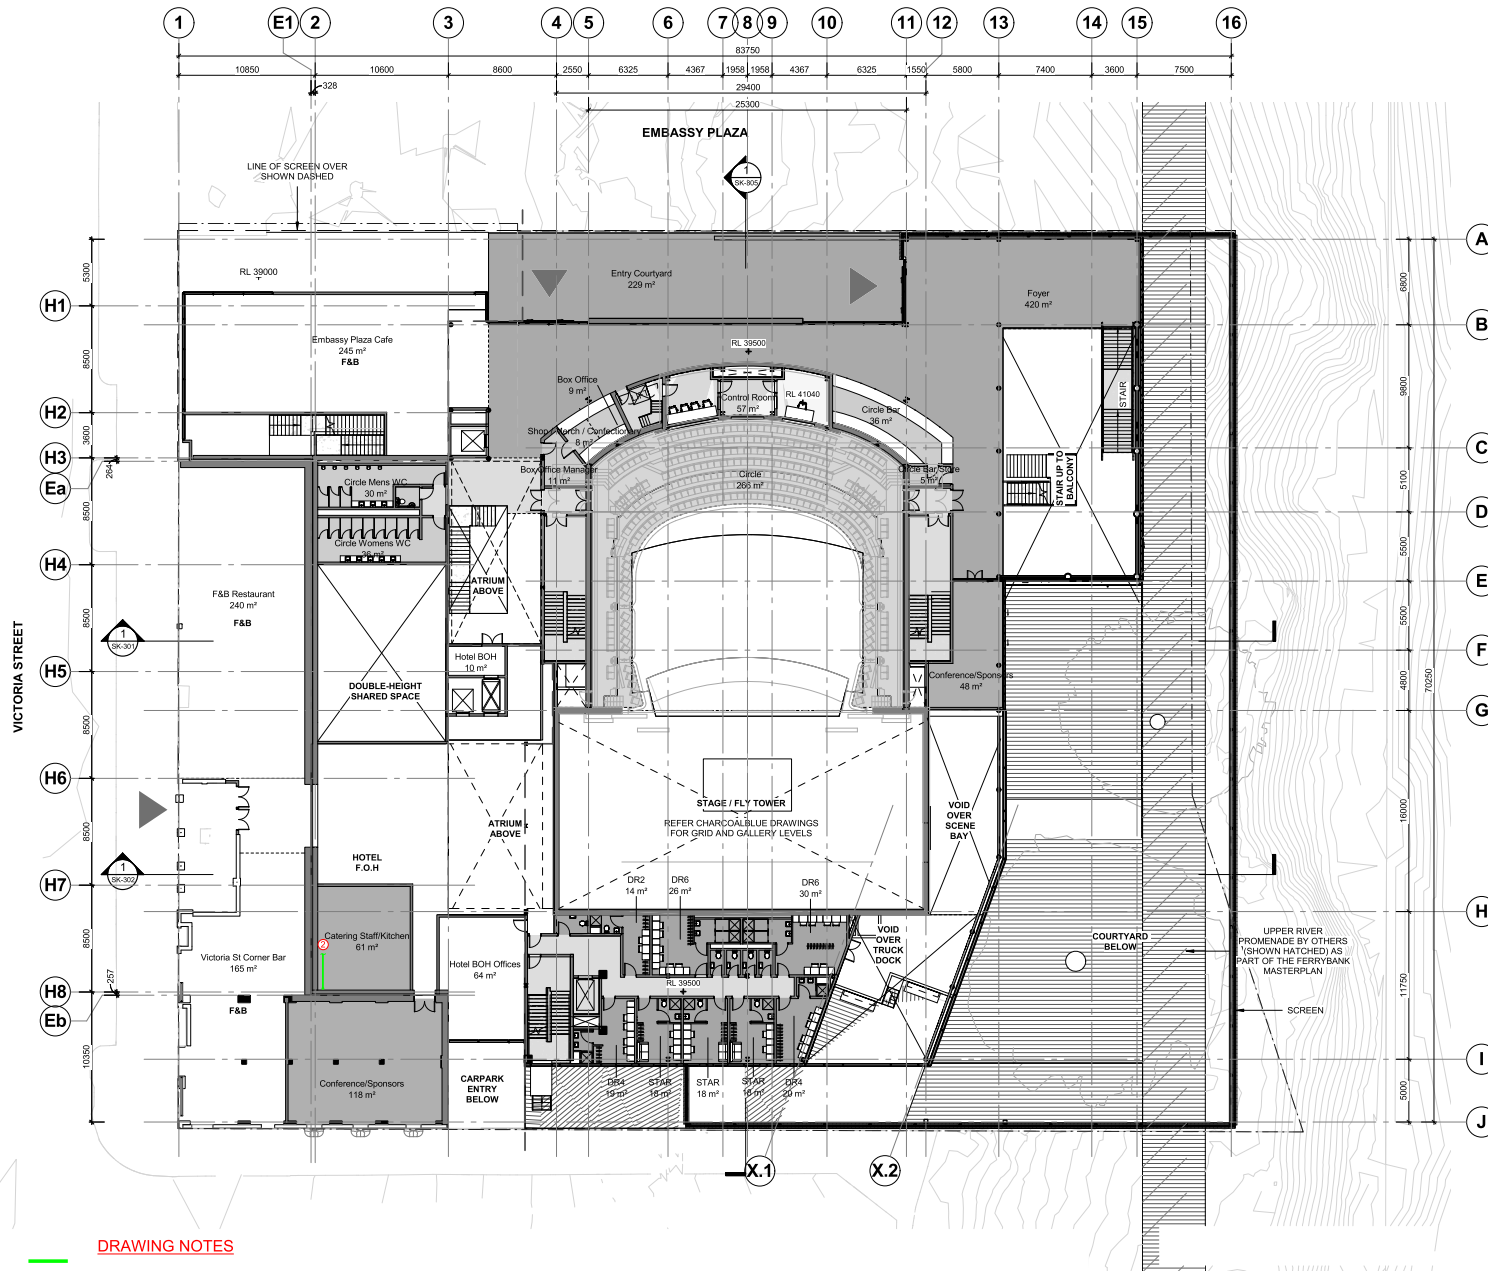 1 E1 2 3 4 5 6 7 8 9 10 11 12 13 14 15 16
83750
10850 10600 8600 2550 6325 4367 1958 1958 4367 6325 1550 5800 7400 3600 7500
328
29400
25300
EMBASSY PLAZA
LINE OF SCREEN OVER
SHOWN DASHED
1
SK-805
A
5300
RL 39000
Entry Courtyard
229 m²
Foyer
420 m²
6800
H1
B
Embassy Plaza Cafe
245 m²
F&B
RL 39500
8500
Box Office
9 m²
Control Room
57 m²
RL 41040
Circle Bar
36 m²
STAIR
9800
H2
Shop / Merch / Confectionary
8 m²
3600
C
H3
264
Ea
Box Office Manager
11 m²
Circle
266 m²
Circle Bar Store
5 m²
STAIR UP TO
BALCONY
5100
Circle Mens WC
30 m²
8500
D
Circle Womens WC
36 m²
5500
H4
E
ATRIUM
ABOVE
F&B Restaurant
240 m²
F&B
8500
5500
VICTORIA STREET
1
SK-301
F
Hotel BOH
10 m²
H5
Conference/Sponsors
48 m²
4800
70250
DOUBLE-HEIGHT
SHARED SPACE
G
8500
H6
STAGE / FLY TOWER
REFER CHARCOALBLUE DRAWINGS
FOR GRID AND GALLERY LEVELS
VOID
OVER
SCENE
BAY
16000
ATRIUM
ABOVE
8500
HOTEL
F.O.H
1
SK-302
H7
DR2
14 m²
DR6
26 m²
DR6
30 m²
H
Catering Staff/Kitchen
61 m²
2
8500
VOID
OVER
TRUCK
DOCK
COURTYARD
BELOW
UPPER RIVER
PROMENADE BY OTHERS
(SHOWN HATCHED) AS
PART OF THE FERRYBANK
MASTERPLAN
Victoria St Corner Bar
165 m²
F&B
Hotel BOH Offices
64 m²
RL 39500
11750
257
H8
Eb
SCREEN
10350
I
Conference/Sponsors
118 m²
CARPARK
ENTRY
BELOW
DR4
19 m²
STAR
18 m²
STAR
18 m²
STAR
18 m²
DR4
20 m²
5000
J
X.1
X.2
DRAWING NOTES